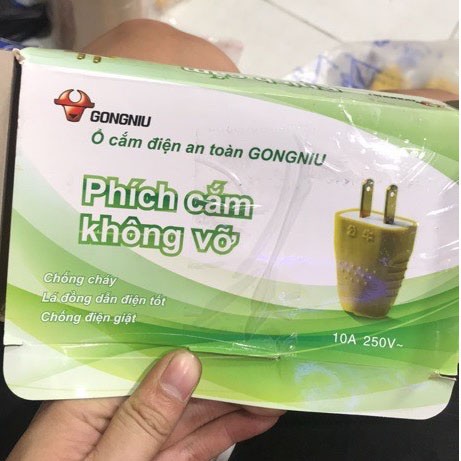 GONGNIU
Ổ cắm điện an toàn GONGNIU
Phích cắm
không vỡ
Chống cháy
Lá đồng dẫn điện tốt
Chống điện giật
10A 250V~